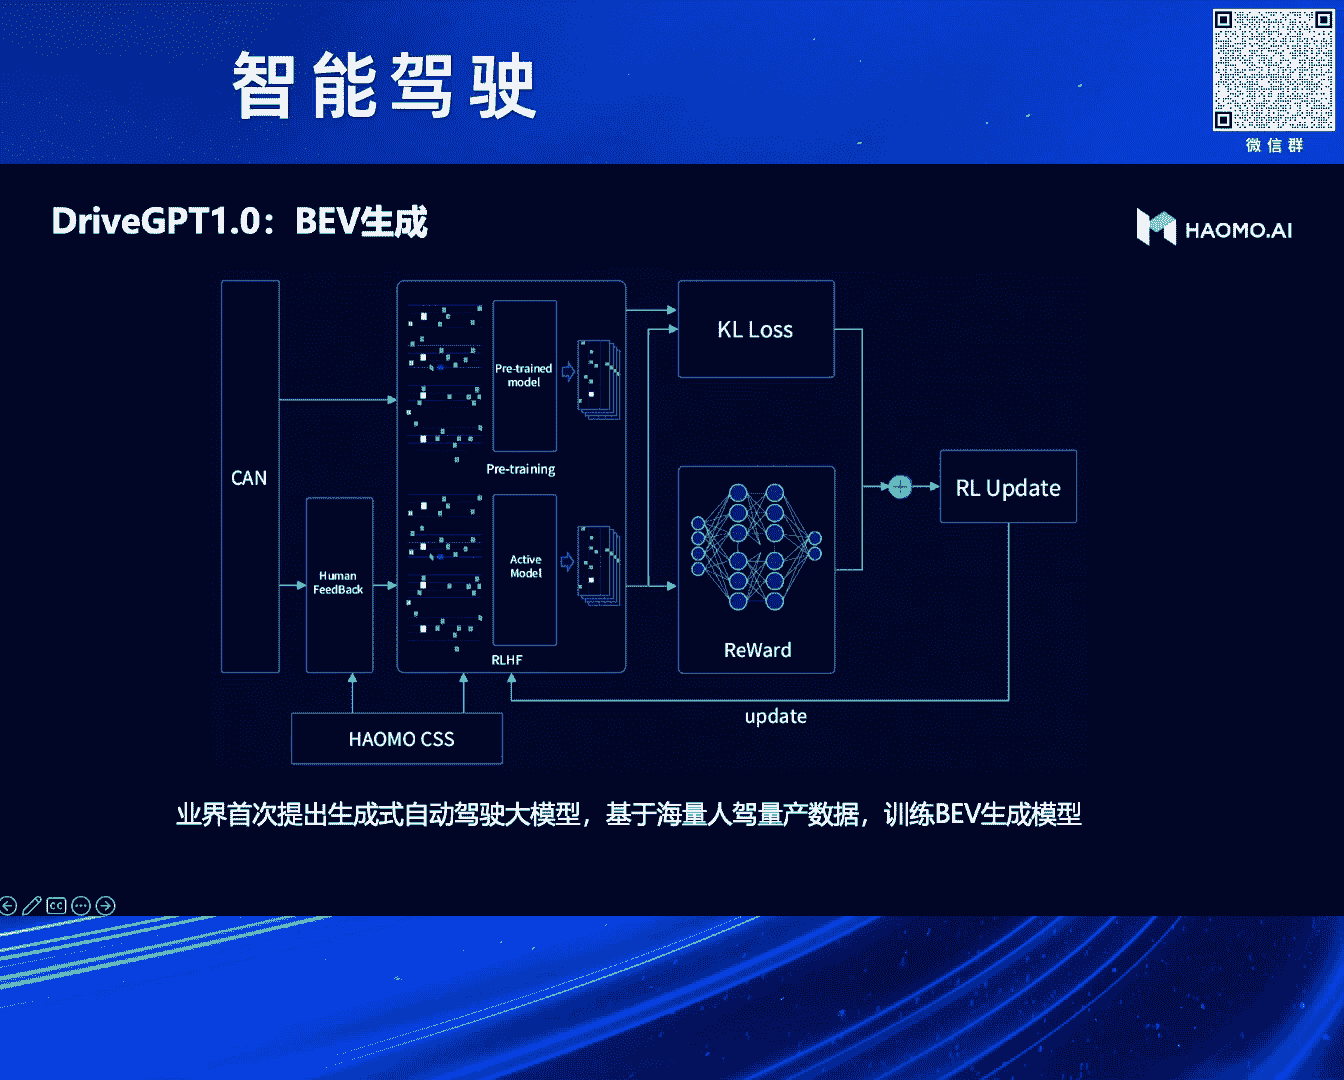 智能驾驶
微信群
DriveGPT1.0：BEV生成
HAOMO.AI
CAN
Human
FeedBack
Pre-trained
model
Pre-training
Active
Model
RLHF
KL Loss
ReWard
RL Update
update
HAOMO CSS
业界首次提出生成式自动驾驶大模型，基于海量人驾量产数据，训练BEV生成模型
CC